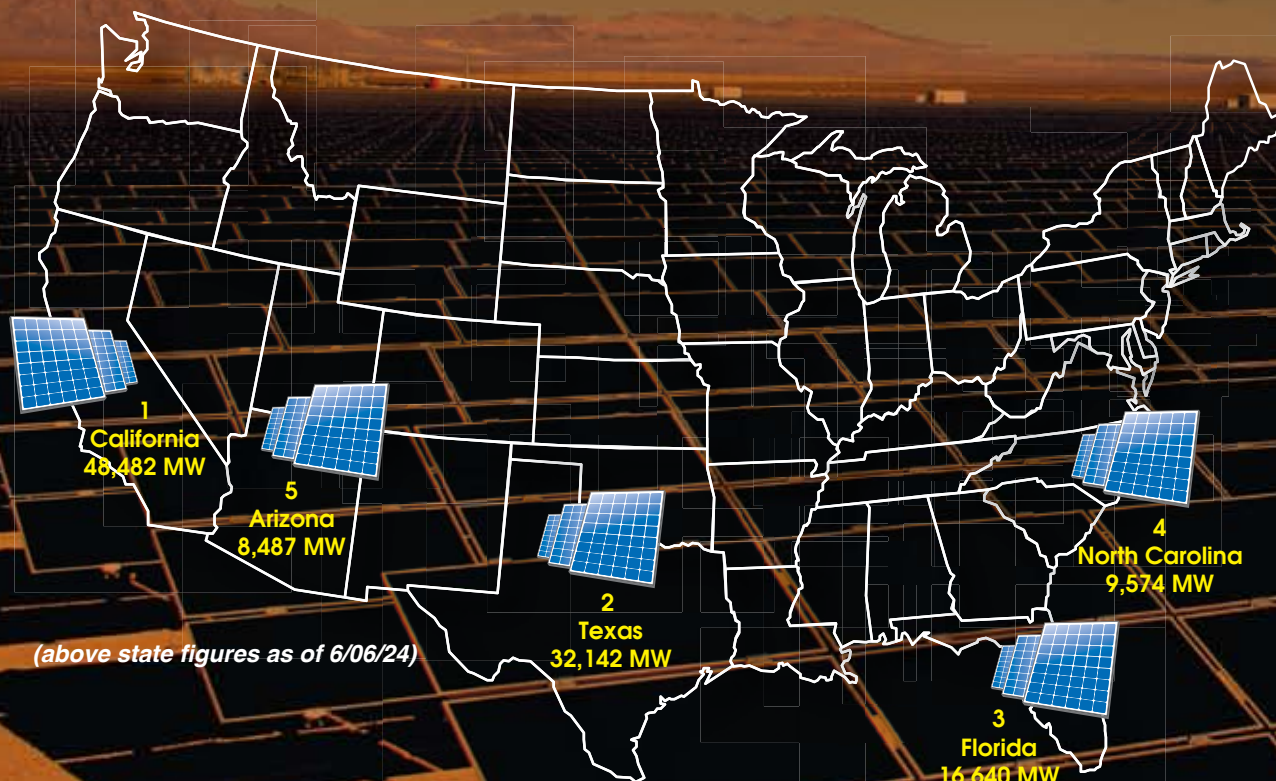 1
California
48,482 MW
5
Arizona
8,487 MW
2
Texas
32,142 MW
4
North Carolina
9,574 MW
3
Florida
16,640 MW
(above state figures as of 6/06/24)